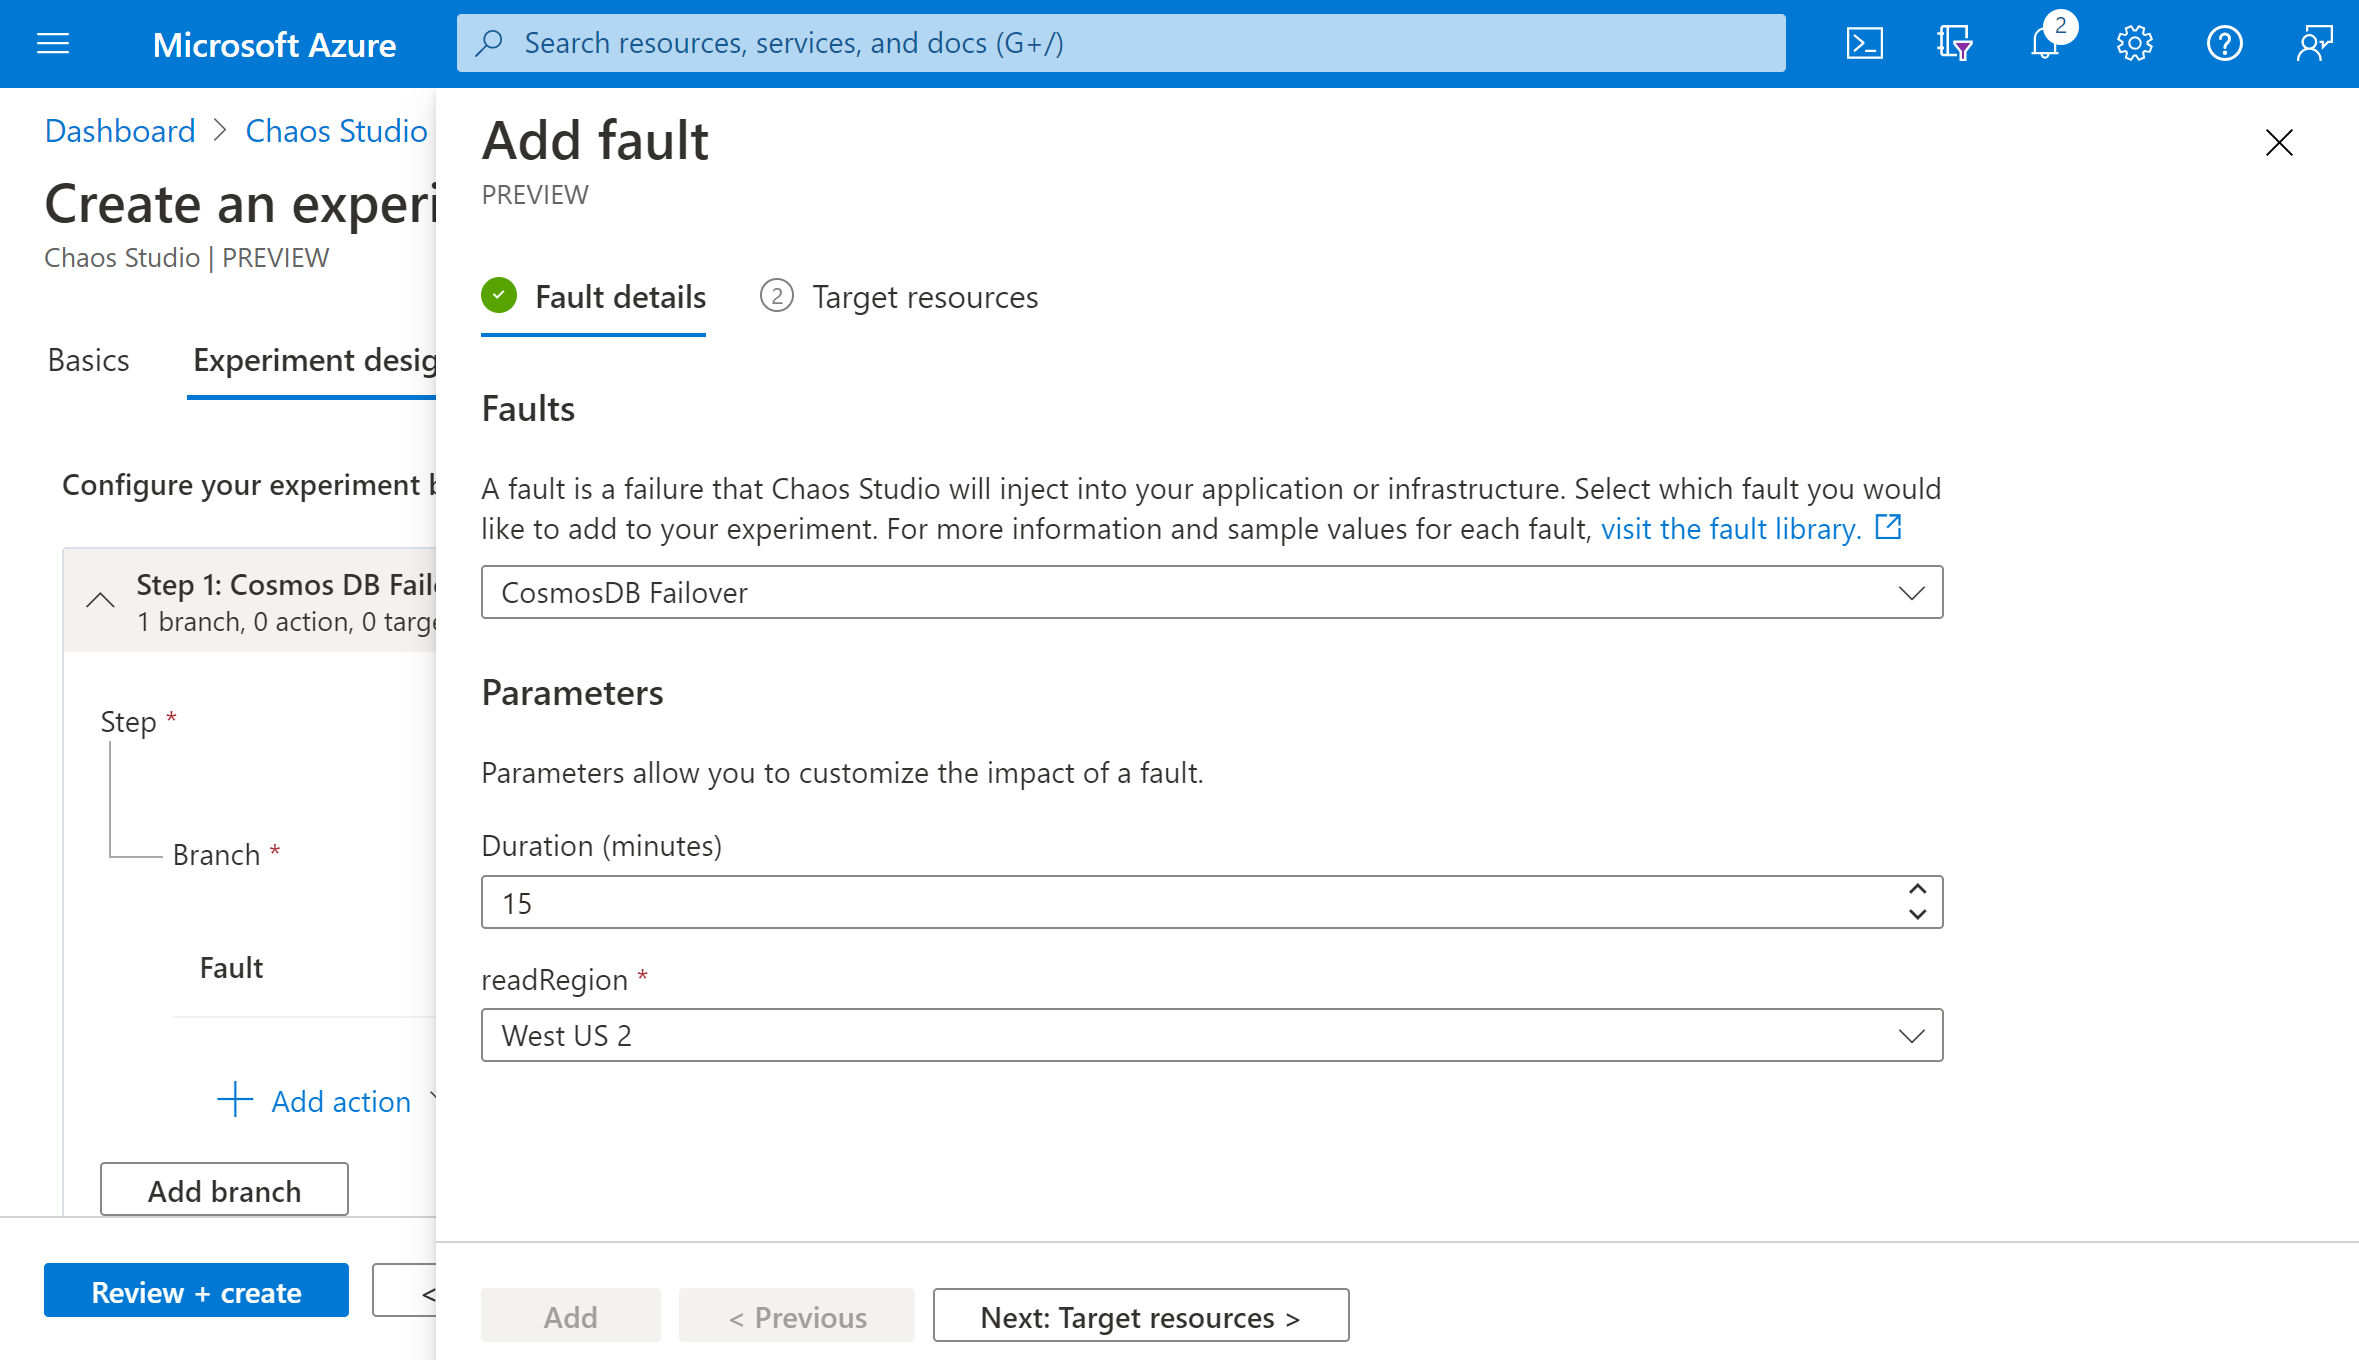 Microsoft Azure
Search resources, services, and docs (G+/)
2
Dashboard > Chaos Studio
Create an experi
Chaos Studio | PREVIEW
Basics
Experiment desig
Configure your experiment b
Step 1: Cosmos DB Fail
1 branch, 0 action, 0 targe
Step *
Branch *
Fault
+ Add action
Add branch
Review + create
<
Add fault
PREVIEW
Fault details
2 Target resources
Faults
A fault is a failure that Chaos Studio will inject into your application or infrastructure. Select which fault you would
like to add to your experiment. For more information and sample values for each fault, visit the fault library.
CosmosDB Failover
Parameters
Parameters allow you to customize the impact of a fault.
Duration (minutes)
15
readRegion *
West US 2
Add
< Previous
Next: Target resources >